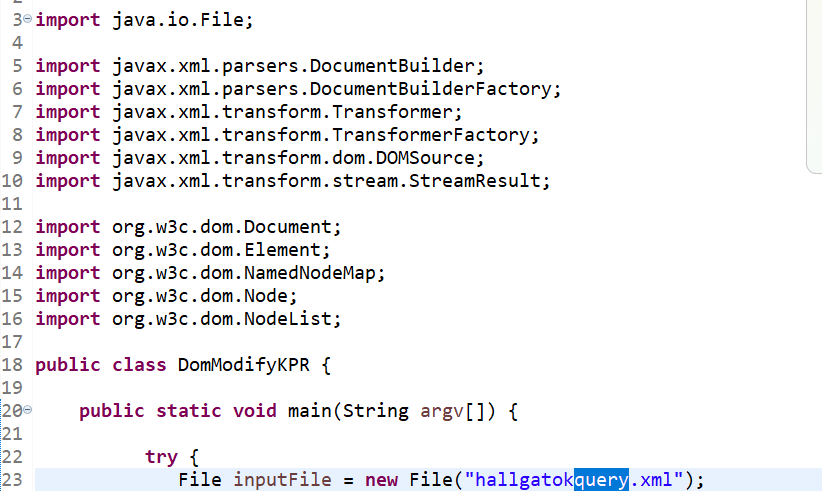 3 import java.io.File;
4
5 import javax.xml.parsers.DocumentBuilder;
6 import javax.xml.parsers.DocumentBuilderFactory;
7 import javax.xml.transform.Transformer;
8 import javax.xml.transform.TransformerFactory;
9 import javax.xml.transform.dom.DOMSource;
10 import javax.xml.transform.stream.StreamResult;
11
12 import org.w3c.dom.Document;
13 import org.w3c.dom.Element;
14 import org.w3c.dom.NamedNodeMap;
15 import org.w3c.dom.Node;
16 import org.w3c.dom.NodeList;
17
18 public class DomModifyKPR {
19
20 public static void main(String argv[]) {
21
22 try {
23 File inputFile = new File("hallgatokquery.xml");